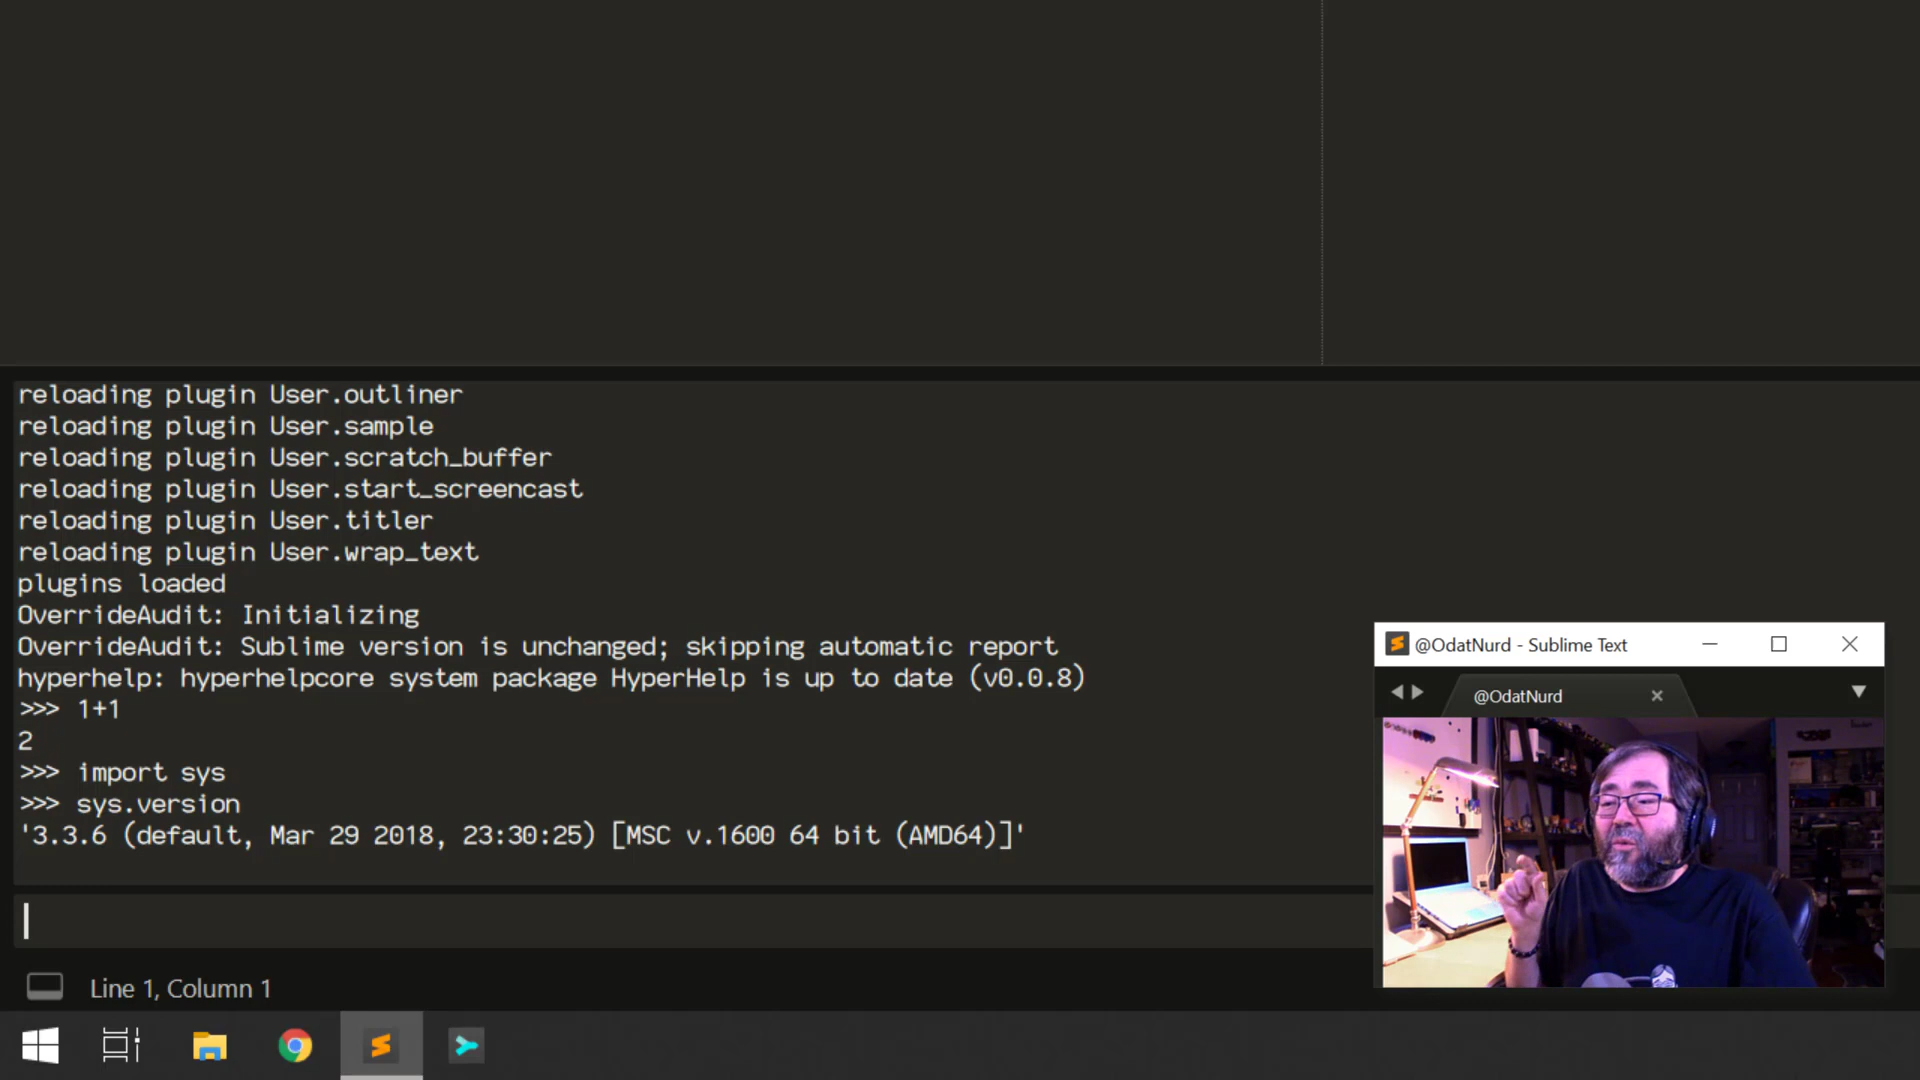 reloading plugin User.outliner
reloading plugin User.sample
reloading plugin User.scratch_buffer
reloading plugin User.start_screencast
reloading plugin User.titler
reloading plugin User.wrap_text
plugins loaded
OverrideAudit: Initializing
OverrideAudit: Sublime version is unchanged; skipping automatic report
hyperhelp: hyperhelpcore system package HyperHelp is up to date (v0.0.8)
>>> 1+1
2
>>> import sys
>>> sys.version
'3.3.6 (default, Mar 29 2018, 23:30:25) [MSC v.1600 64 bit (AMD64)]'
@OdatNurd - Sublime Text
@OdatNurd
Line 1, Column 1